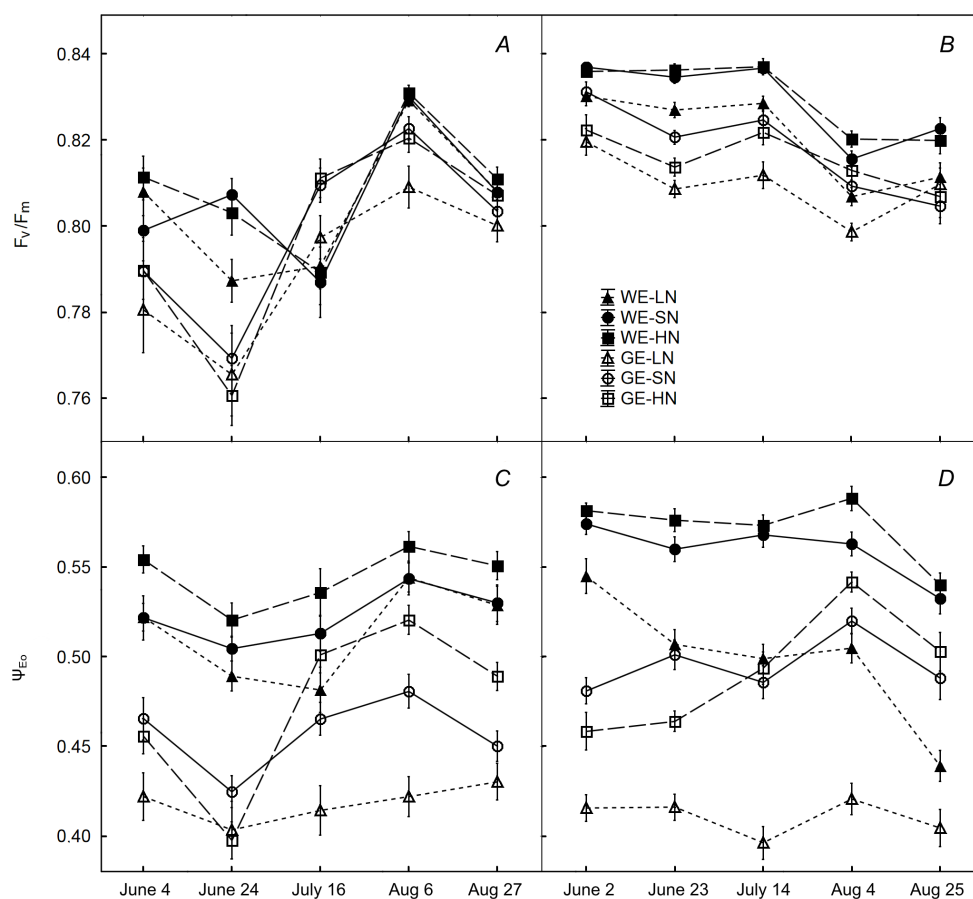 A
B
0.84
0.82
0.80
0.78
0.76
Fv/Fm
WE-LN
WE-SN
WE-HN
GE-LN
GE-SN
GE-HN
C
D
0.60
0.55
0.50
0.45
0.40
ΨEo
June 4 June 24 July 16 Aug 6 Aug 27 June 2 June 23 July 14 Aug 4 Aug 25